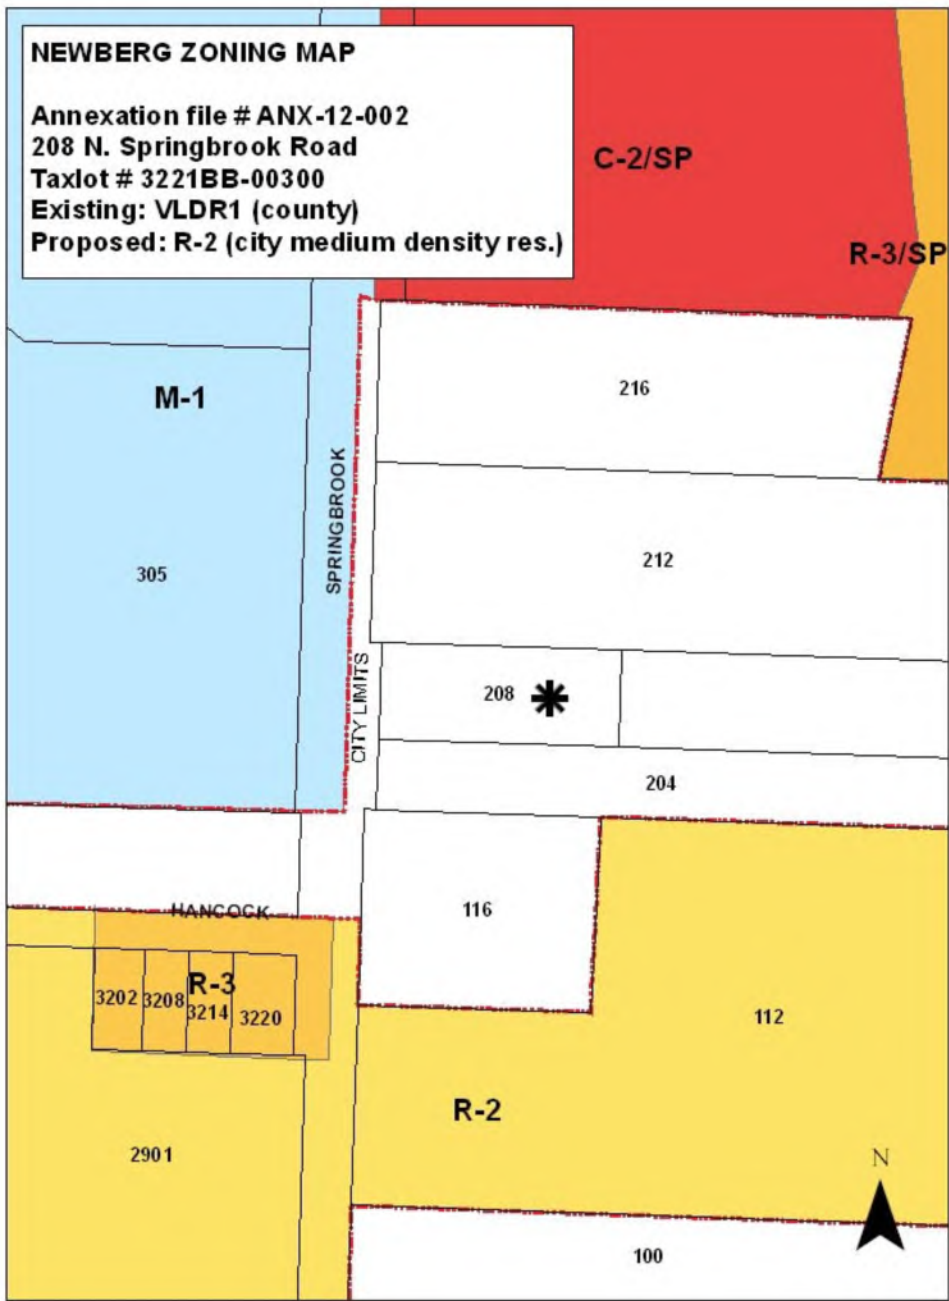 NEWBERG ZONING MAP
Annexation file # ANX-12-002
208 N. Springbrook Road
Taxlot # 3221BB-00300
Existing: VLDR1 (county)
Proposed: R-2 (city medium density res.)
C-2/SP
R-3/SP
M-1
216
SPRINGBROOK
212
305
CITY LIMITS
208
204
HANCOCK
116
R-3
3202
3208
3214
3220
112
R-2
2901
N
100